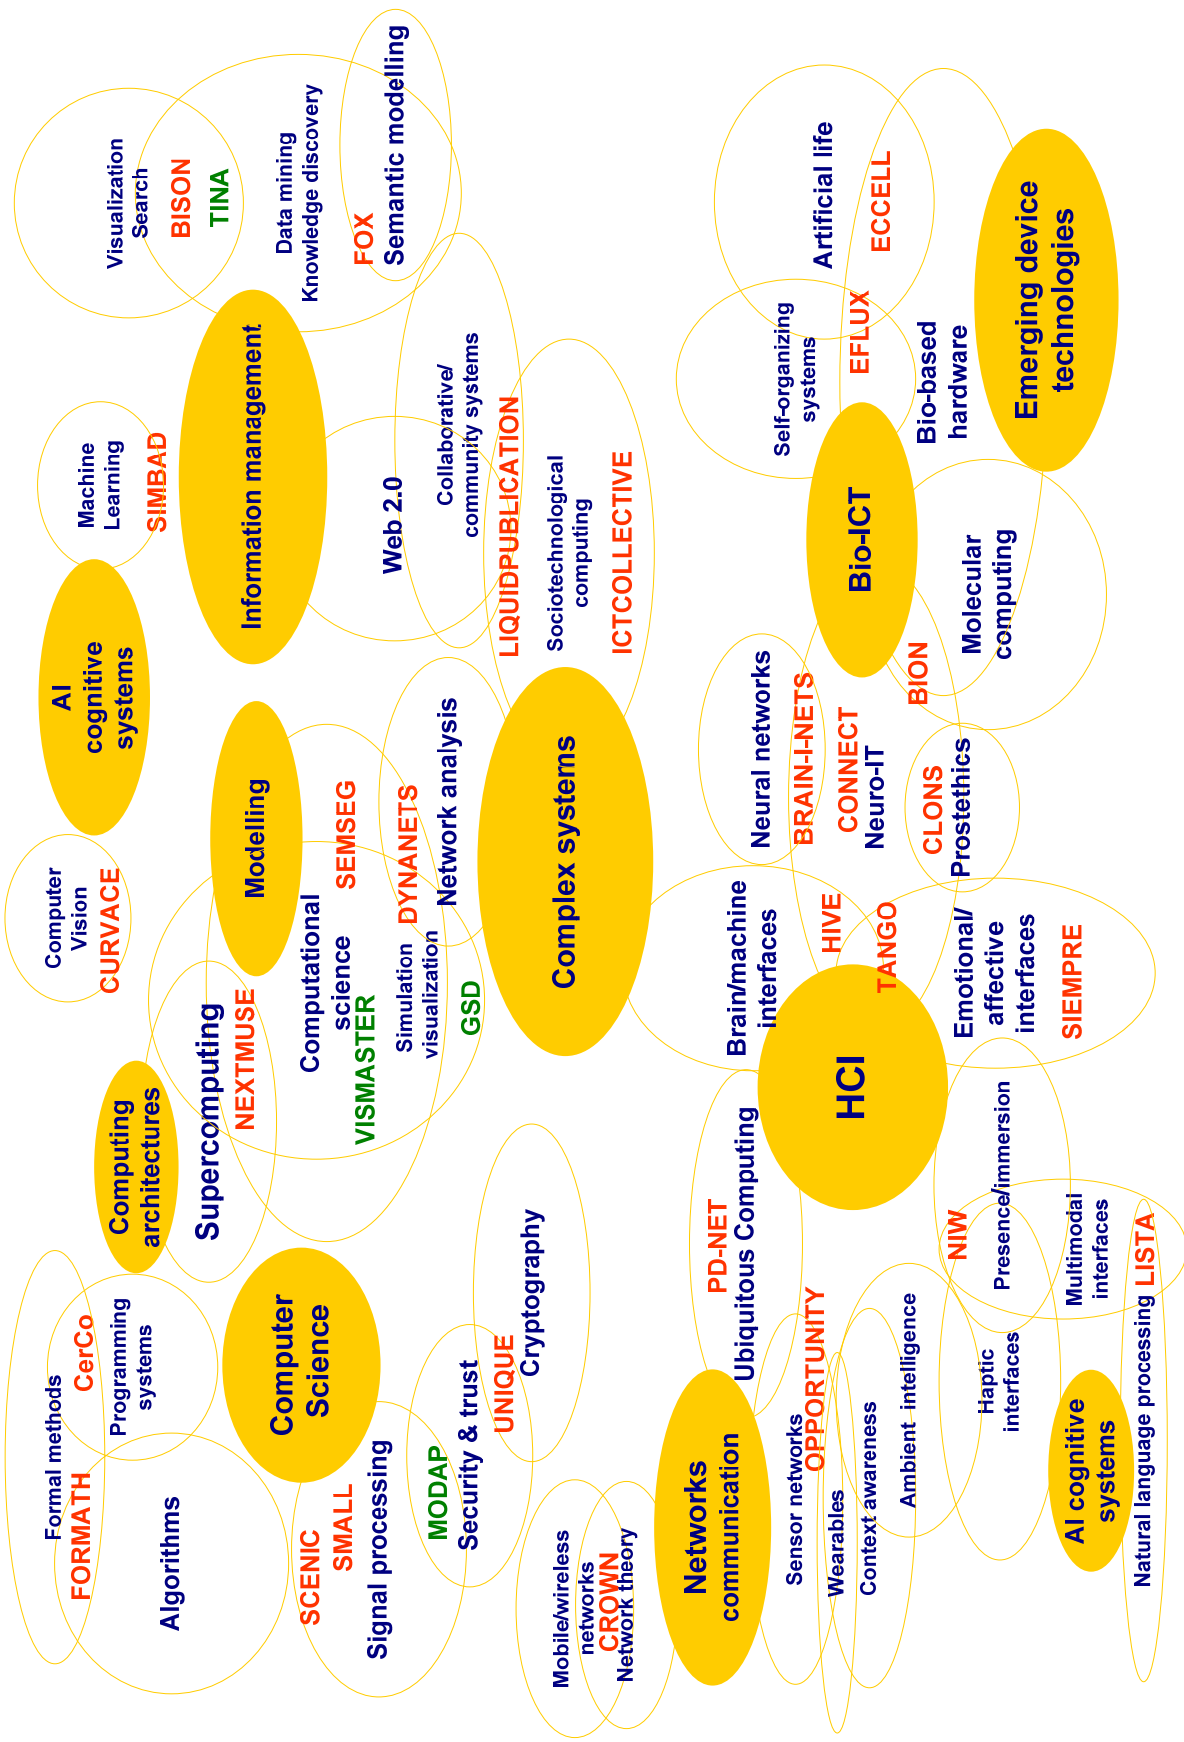 Formal methods
FORMATH
CerCo
Programming
systems
Algorithms
Computer
Science
SCENIC
SMALL
Signal processing
MODAP
Security & trust
UNIQUE
Cryptography
Computing
architectures
Supercomputing
NEXTMUSE
Computer
Vision
CURVACE
AI
cognitive
systems
Machine
Learning
SIMBAD
Modelling
Computational
science
SEMSEG
VISMASTER
Simulation
visualization
DYNANETS
Network analysis
GSD
Information management
Visualization
Search
BISON
TINA
Data mining
Knowledge discovery
FOX
Semantic modelling
Web 2.0
Collaborative/
community systems
LIQUIDPUBLICATION
Sociotechnological
computing
ICTCOLLECTIVE
Complex systems
Mobile/wireless
networks
CROWN
Network theory
Networks
communication
PD-NET
Ubiquitous Computing
Sensor networks
OPPORTUNITY
Wearables
Context awareness
Ambient intelligence
Haptic
interfaces
AI cognitive
systems
Natural language processing
LISTA
NIW
Presence/immersion
Multimodal
interfaces
HCI
Brain/machine
interfaces
HIVE
TANGO
Emotional/
affective
interfaces
SIEMPRE
Neural networks
BRAIN-I-NETS
CONNECT
Neuro-IT
CLONS
Prostethics
BION
Bio-ICT
Molecular
computing
Self-organizing
systems
EFLUX
Bio-based
hardware
Artificial life
ECCELL
Emerging device
technologies